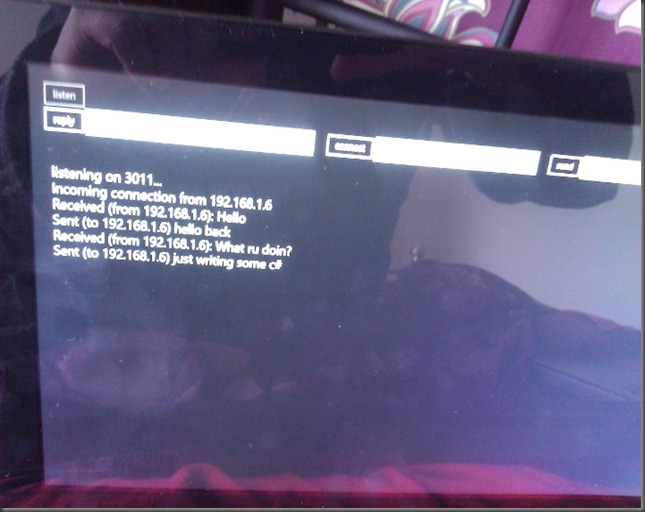 listen
reply
connect
send
listening on 3011...
Incoming connection from 192.168.1.6
Received (from 192.168.1.6): Hello
Sent (to 192.168.1.6) hello back
Received (from 192.168.1.6): What ru doin?
Sent (to 192.168.1.6) just writing some c#